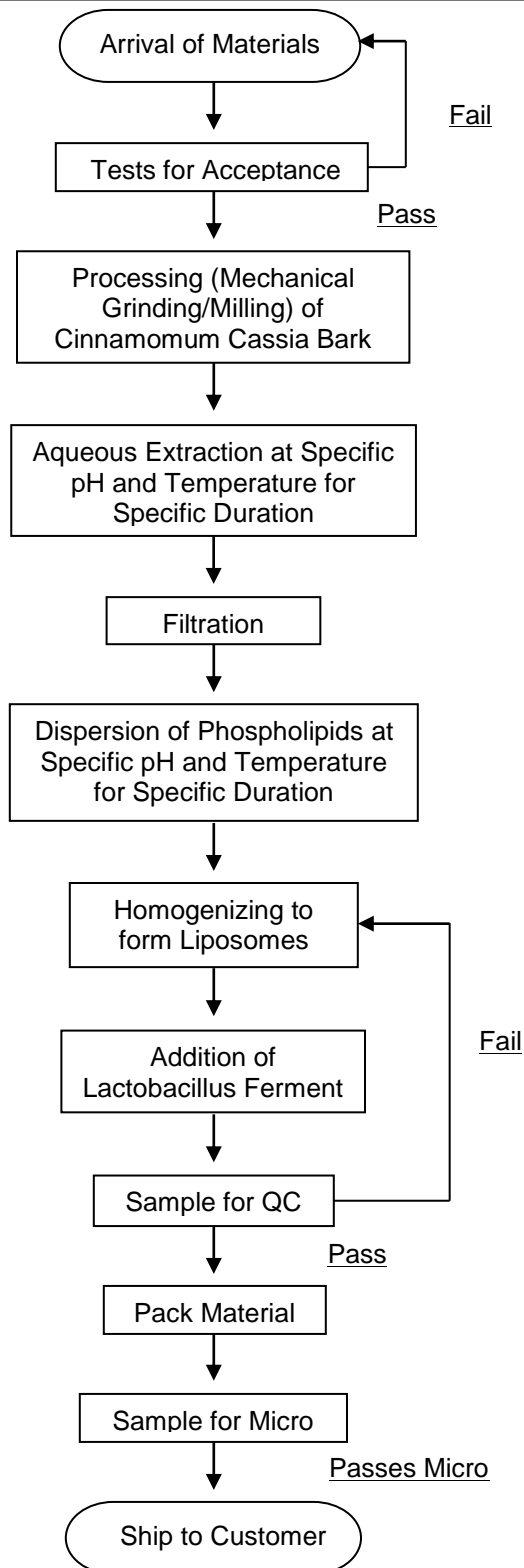 Arrival of Materials
Fail
Tests for Acceptance
Pass
Processing (Mechanical
Grinding/Milling) of
Cinnamomum Cassia Bark
Aqueous Extraction at Specific
pH and Temperature for
Specific Duration
Filtration
Dispersion of Phospholipids at
Specific pH and Temperature
for Specific Duration
Homogenizing to
form Liposomes
Fail
Addition of
Lactobacillus Ferment
Sample for QC
Pass
Pack Material
Sample for Micro
Passes Micro
Ship to Customer